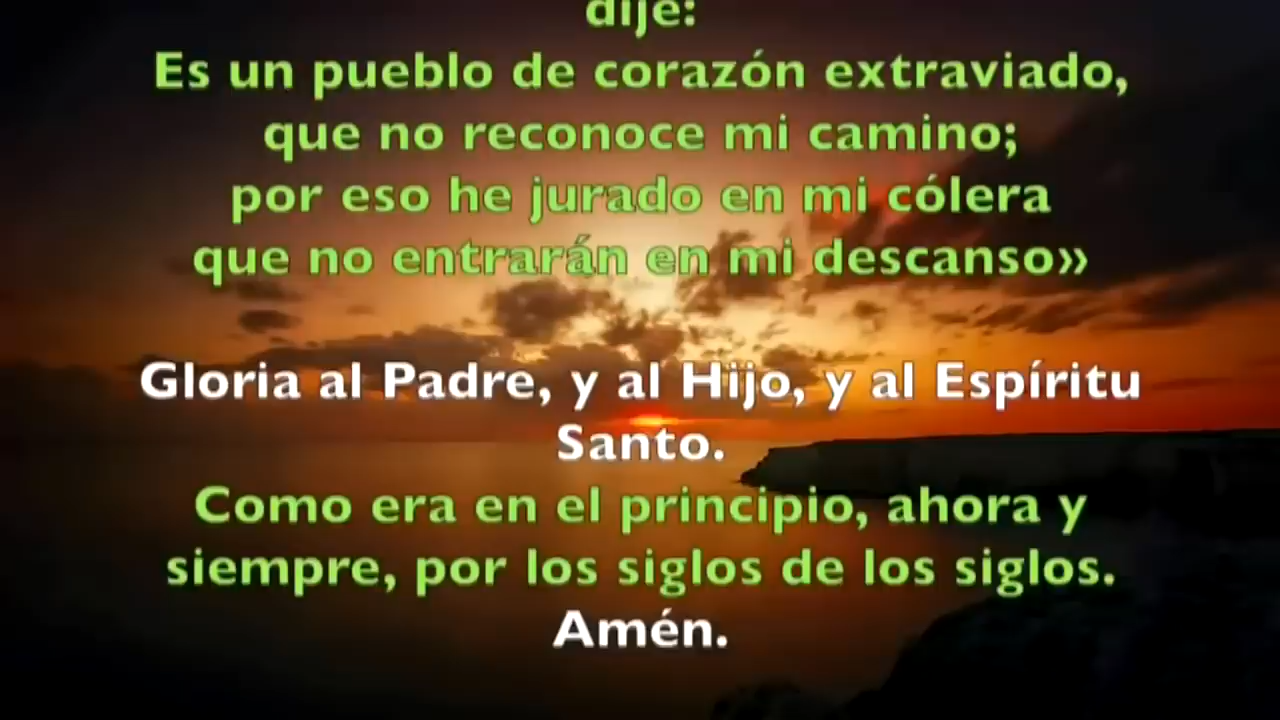 dije:
Es un pueblo de corazón extraviado,
que no reconoce mi camino;
por eso he jurado en mi cólera
que no entrarán en mi descanso»
Gloria al Padre, y al Hijo, y al Espíritu
Santo.
Como era en el principio, ahora y
siempre, por los siglos de los siglos.
Amén.